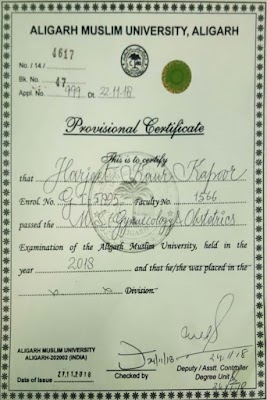 ALIGARH MUSLIM UNIVERSITY, ALIGARH
4617
No. / 14 /
Bk. No. 47
Appl. No. 999 Dt. 22.11.18
Provisional Certificate
This is to certify
that Harjot Kaur Kapoor
Enrol. No. Faculty No. 1566
passed the M.S (Gynaecology) Obstetrics
Examination of the Aligarh Muslim University, held in the
year 2018 and that he/she was placed in the
Division.
ALIGARH MUSLIM UNIVERSITY
ALIGARH-202002 (INDIA)
Date of Issue 27.11.2018
Checked by
24/11/18
Deputy / Asstt. Controller
Degree Unit